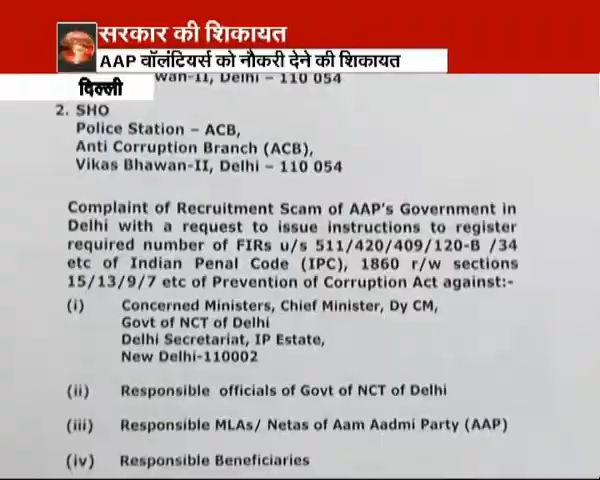 सरकार की शिकायत
AAP वॉलंटियर्स को नौकरी देने की शिकायत
दिल्ली
wan-II, Delhi – 110 054
2. SHO
Police Station – ACB,
Anti Corruption Branch (ACB),
Vikas Bhawan-II, Delhi – 110 054
Complaint of Recruitment Scam of AAP's Government in
Delhi with a request to issue instructions to register
required number of FIRs u/s 511/420/409/120-B /34
etc of Indian Penal Code (IPC), 1860 r/w sections
15/13/9/7 etc of Prevention of Corruption Act against:-
(i) Concerned Ministers, Chief Minister, Dy CM,
Govt of NCT of Delhi
Delhi Secretariat, IP Estate,
New Delhi-110002
(ii) Responsible officials of Govt of NCT of Delhi
(iii) Responsible MLAs/ Netas of Aam Aadmi Party (AAP)
(iv) Responsible Beneficiaries